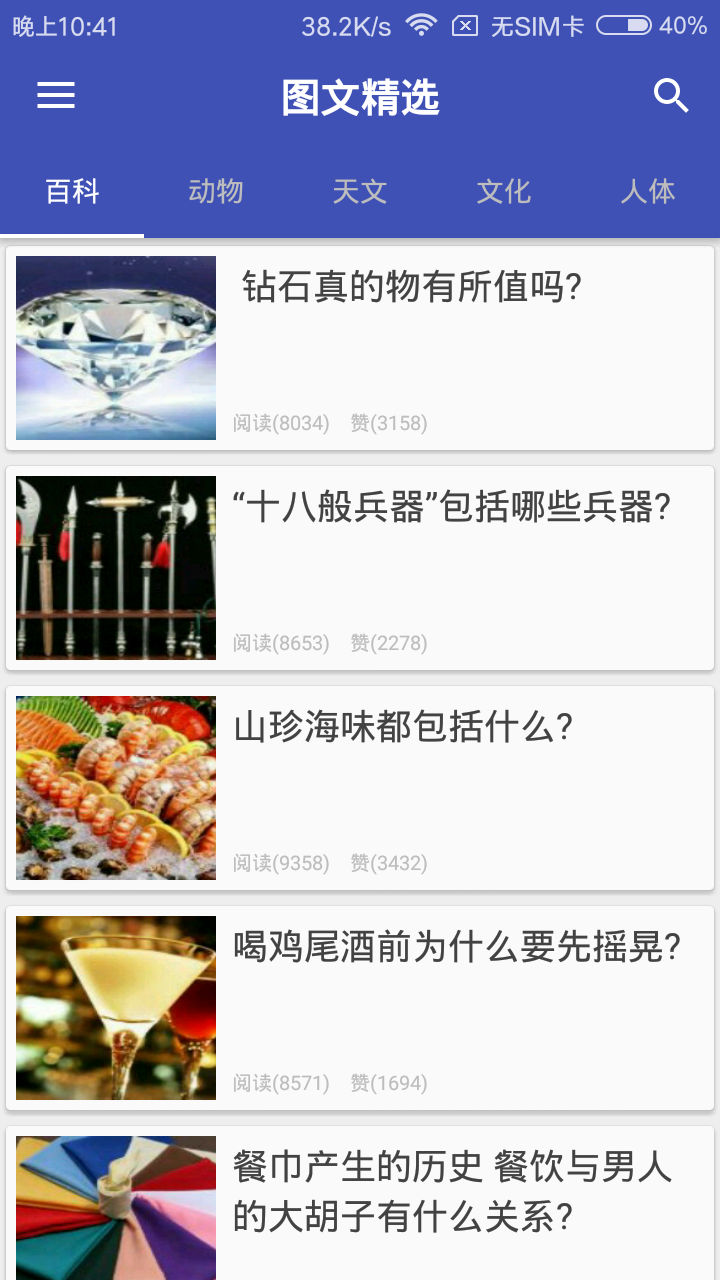 晚上10:41 38.2K/s 无SIM卡 40%
图文精选
百科 动物 天文 文化 人体
钻石真的物有所值吗?
阅读(8034) 赞(3158)
“十八般兵器”包括哪些兵器?
阅读(8653) 赞(2278)
山珍海味都包括什么?
阅读(9358) 赞(3432)
喝鸡尾酒前为什么要先摇晃?
阅读(8571) 赞(1694)
餐巾产生的历史 餐饮与男人
的大胡子有什么关系?